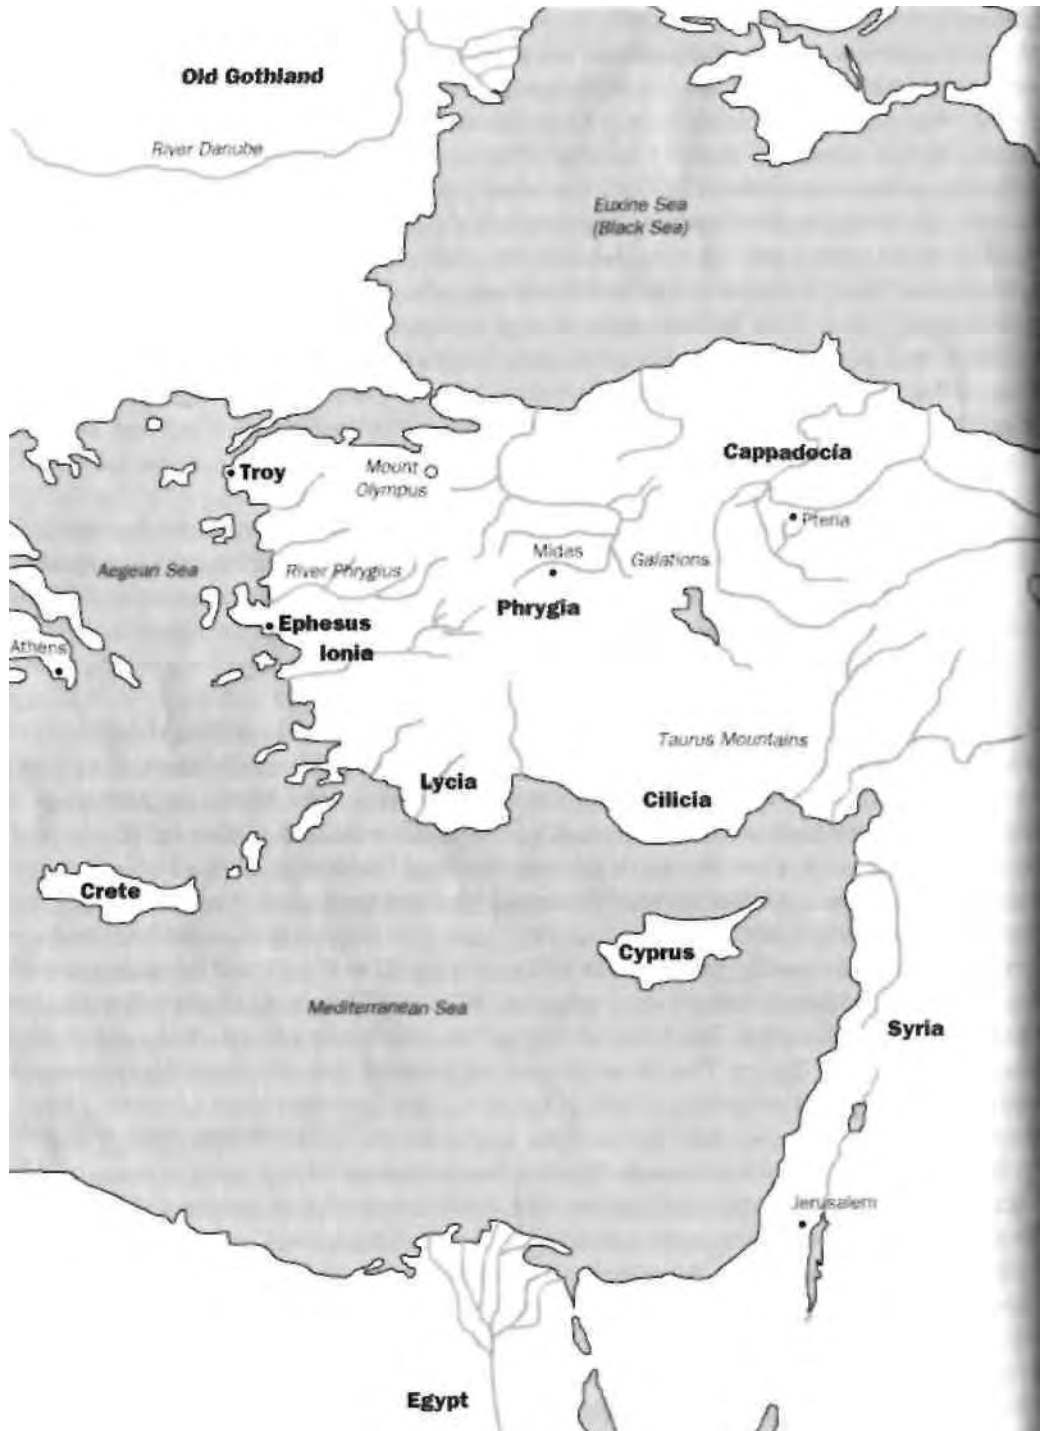 Old Gothland
River Danube
Euxine Sea
(Black Sea)
Cappadocia
Troy
Mount
Olympus
Pteria
Aegean Sea
River Phrygius
Midas
Galations
Phrygia
Ephesus
Ionia
Athens
Taurus Mountains
Lycia
Cilicia
Crete
Cyprus
Mediterranean Sea
Syria
Jerusalem
Egypt